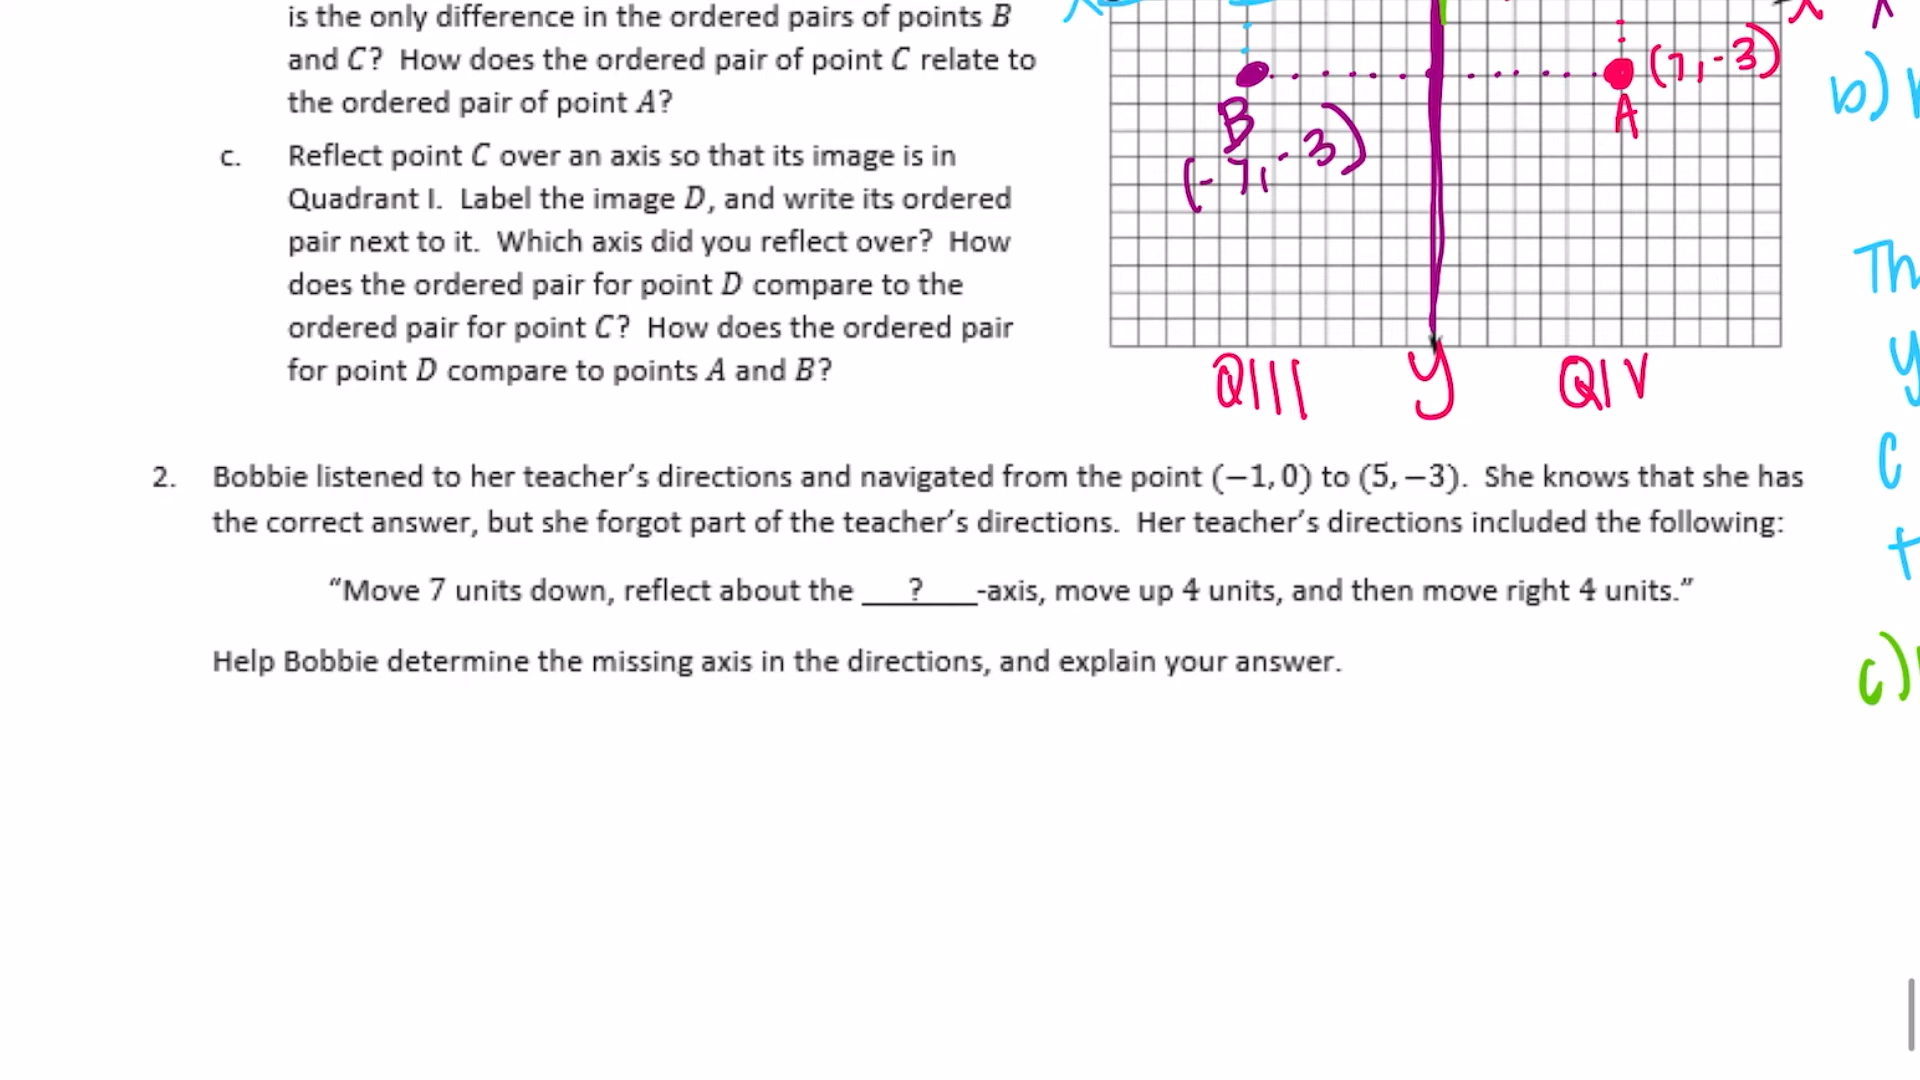 is the only difference in the ordered pairs of points B
and C? How does the ordered pair of point C relate to
the ordered pair of point A?
c. Reflect point C over an axis so that its image is in
Quadrant I. Label the image D, and write its ordered
pair next to it. Which axis did you reflect over? How
does the ordered pair for point D compare to the
ordered pair for point C? How does the ordered pair
for point D compare to points A and B?
(7,-3)
A
B
(-7,-3)
QIII
y
QIV
b)
Th
y
c
t
c)
2. Bobbie listened to her teacher’s directions and navigated from the point (−1, 0) to (5, −3). She knows that she has
the correct answer, but she forgot part of the teacher’s directions. Her teacher’s directions included the following:
“Move 7 units down, reflect about the ___?___-axis, move up 4 units, and then move right 4 units.”
Help Bobbie determine the missing axis in the directions, and explain your answer.